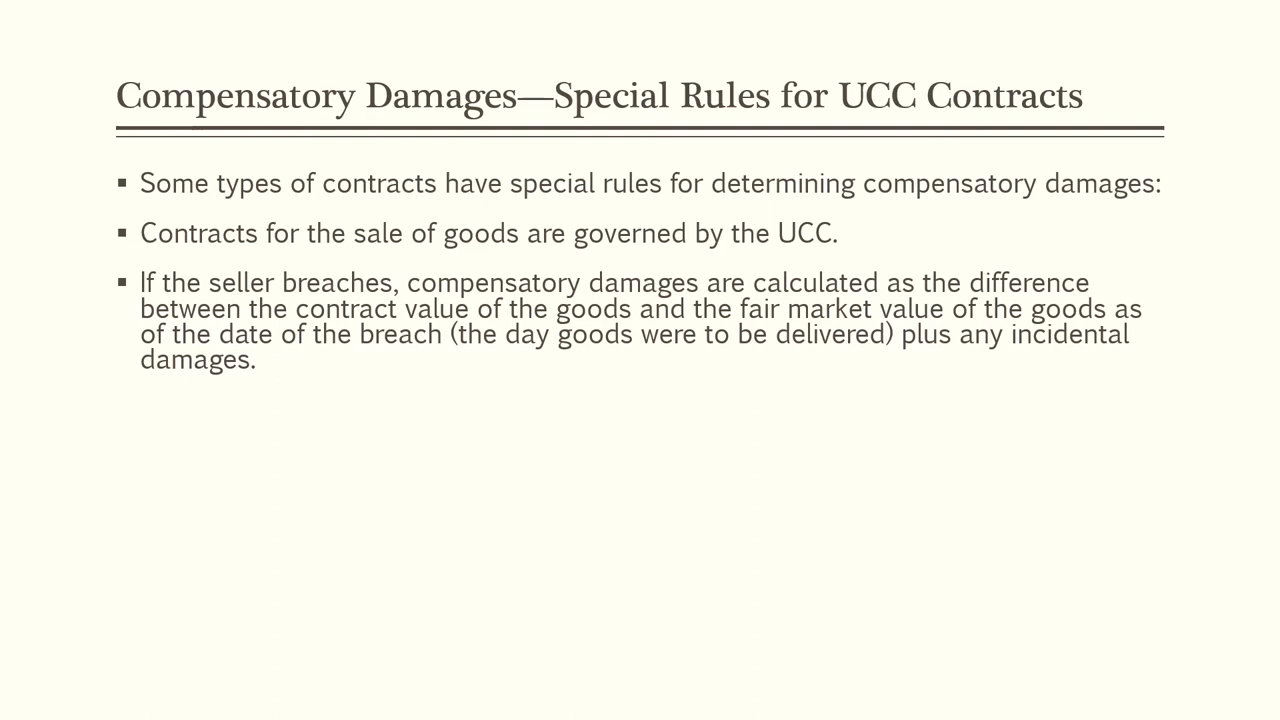 Compensatory Damages—Special Rules for UCC Contracts
▪ Some types of contracts have special rules for determining compensatory damages:
▪ Contracts for the sale of goods are governed by the UCC.
▪ If the seller breaches, compensatory damages are calculated as the difference
between the contract value of the goods and the fair market value of the goods as
of the date of the breach (the day goods were to be delivered) plus any incidental
damages.